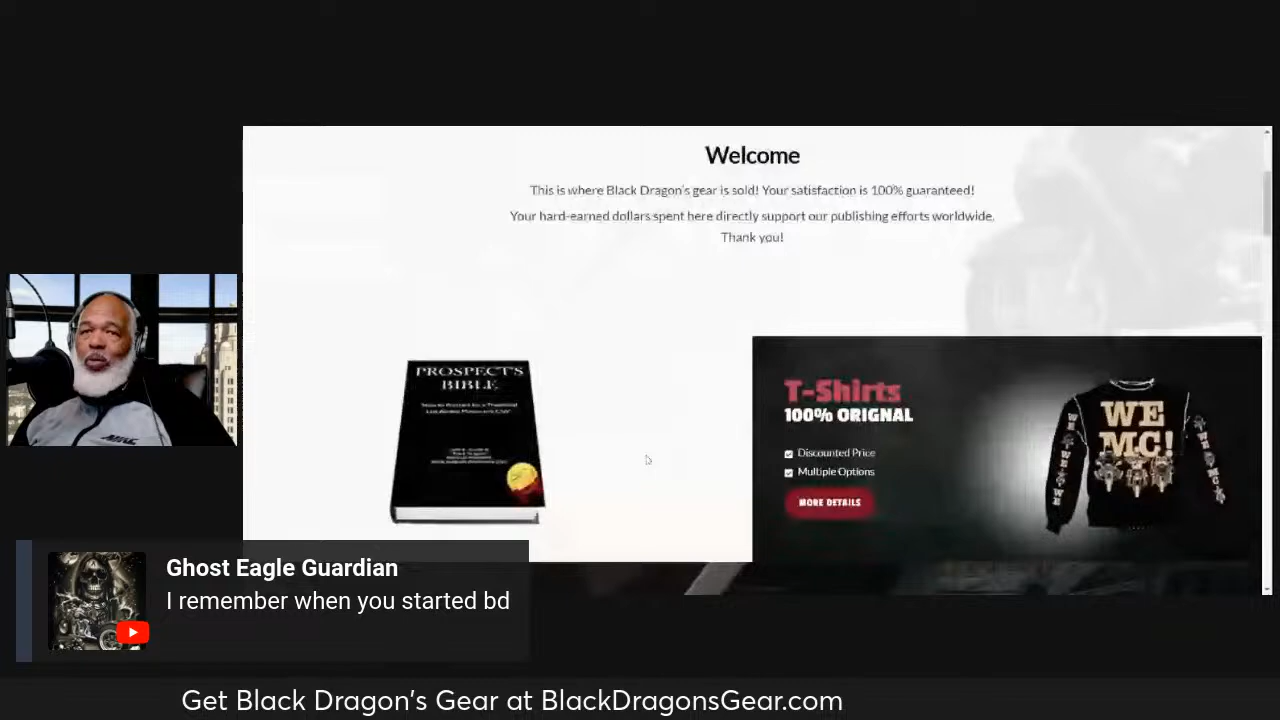 Welcome
This is where Black Dragon's gear is sold! Your satisfaction is 100% guaranteed!
Your hard-earned dollars spent here directly support our publishing efforts worldwide.
Thank you!
PROSPECT'S
BIBLE
T-Shirts
100% ORIGNAL
Discounted Price
Multiple Options
MORE DETAILS
WE
MC!
Ghost Eagle Guardian
I remember when you started bd
Get Black Dragon's Gear at BlackDragonsGear.com